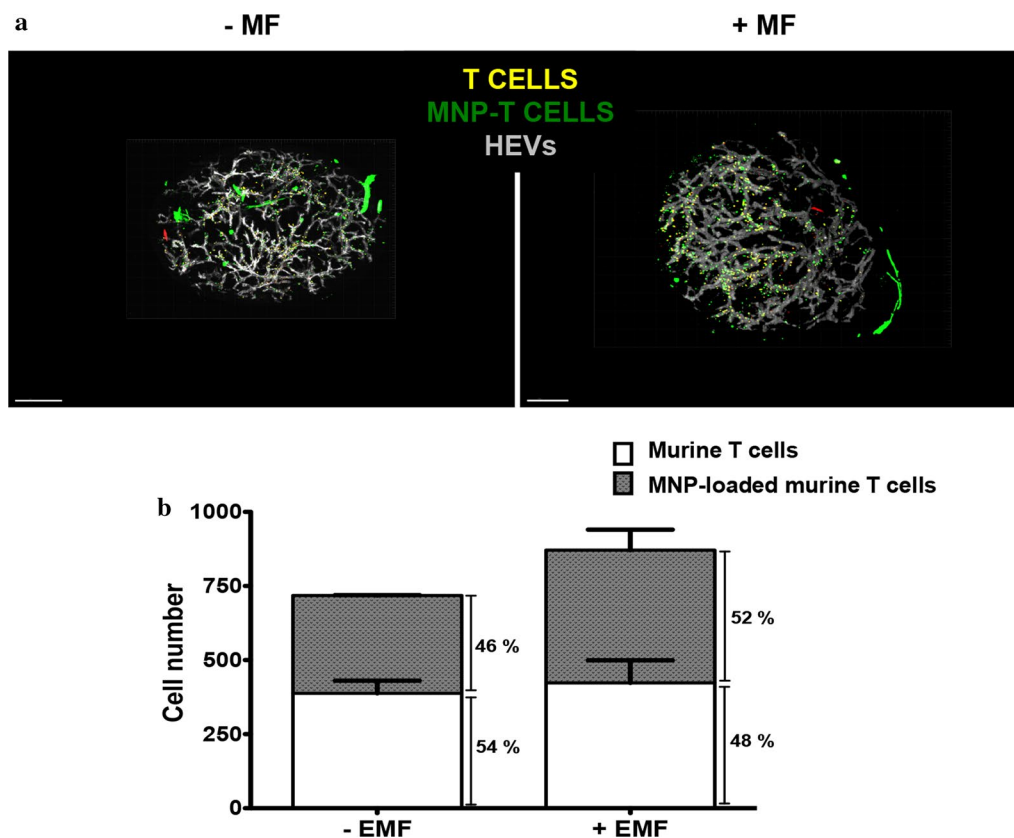 a
- MF
+ MF
T CELLS
MNP-T CELLS
HEVs
Murine T cells
MNP-loaded murine T cells
b
Cell number
1000
750
500
250
0
46 %
54 %
52 %
48 %
- EMF
+ EMF